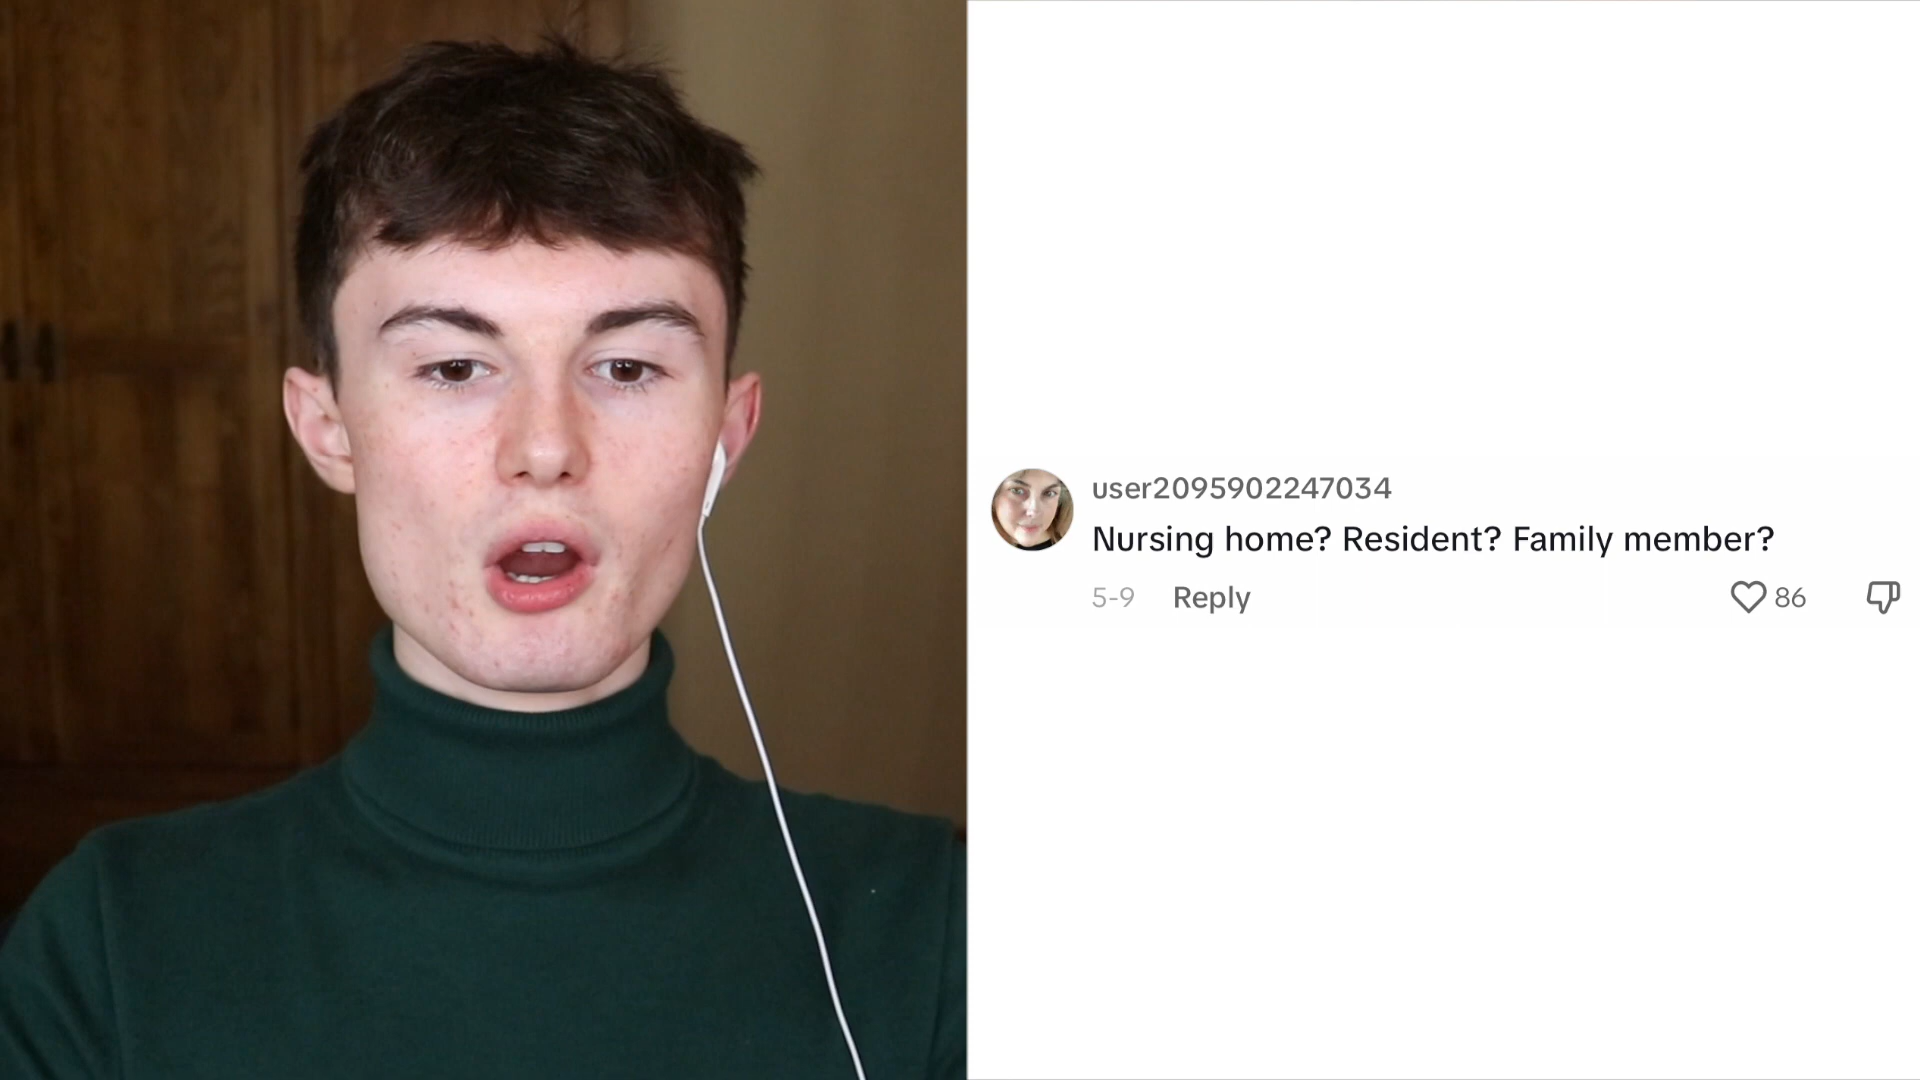 user2095902247034
Nursing home? Resident? Family member?
5-9 Reply 86